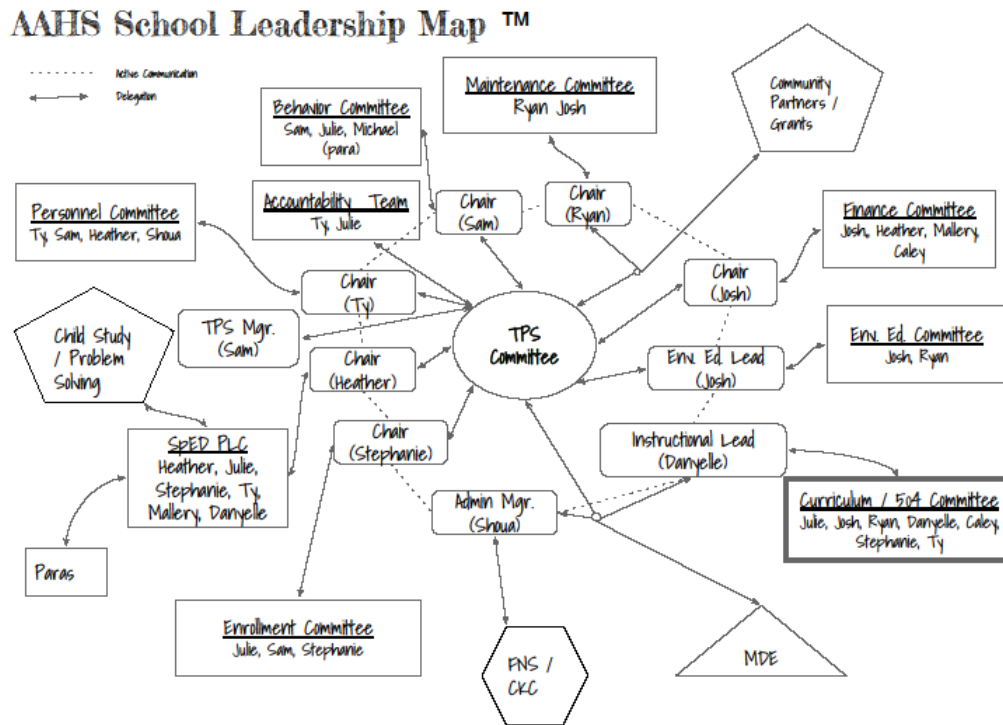 AAHS School Leadership Map ™
Active Communication
Delegation
Behavior Committee
Sam, Julie, Michael
(para)
Maintenance Committee
Ryan Josh
Community
Partners /
Grants
Personnel Committee
Ty, Sam, Heather, Shoua
Accountability Team
Ty, Julie
Chair
(Sam)
Chair
(Ryan)
Finance Committee
Josh, Heather, Mallery,
Caley
Chair
(Ty)
Chair
(Josh)
Child Study
/ Problem
Solving
TPS Mgr.
(Sam)
TPS
Committee
Env. Ed. Committee
Josh, Ryan
Chair
(Heather)
Env. Ed. Lead
(Josh)
SpED PLC
Heather, Julie,
Stephanie, Ty,
Mallery, Danyelle
Chair
(Stephanie)
Instructional Lead
(Danyelle)
Admin Mgr.
(Shoua)
Curriculum / 504 Committee
Julie, Josh, Ryan, Danyelle, Caley,
Stephanie, Ty
Paras
Enrollment Committee
Julie, Sam, Stephanie
FNS /
CKC
MDE